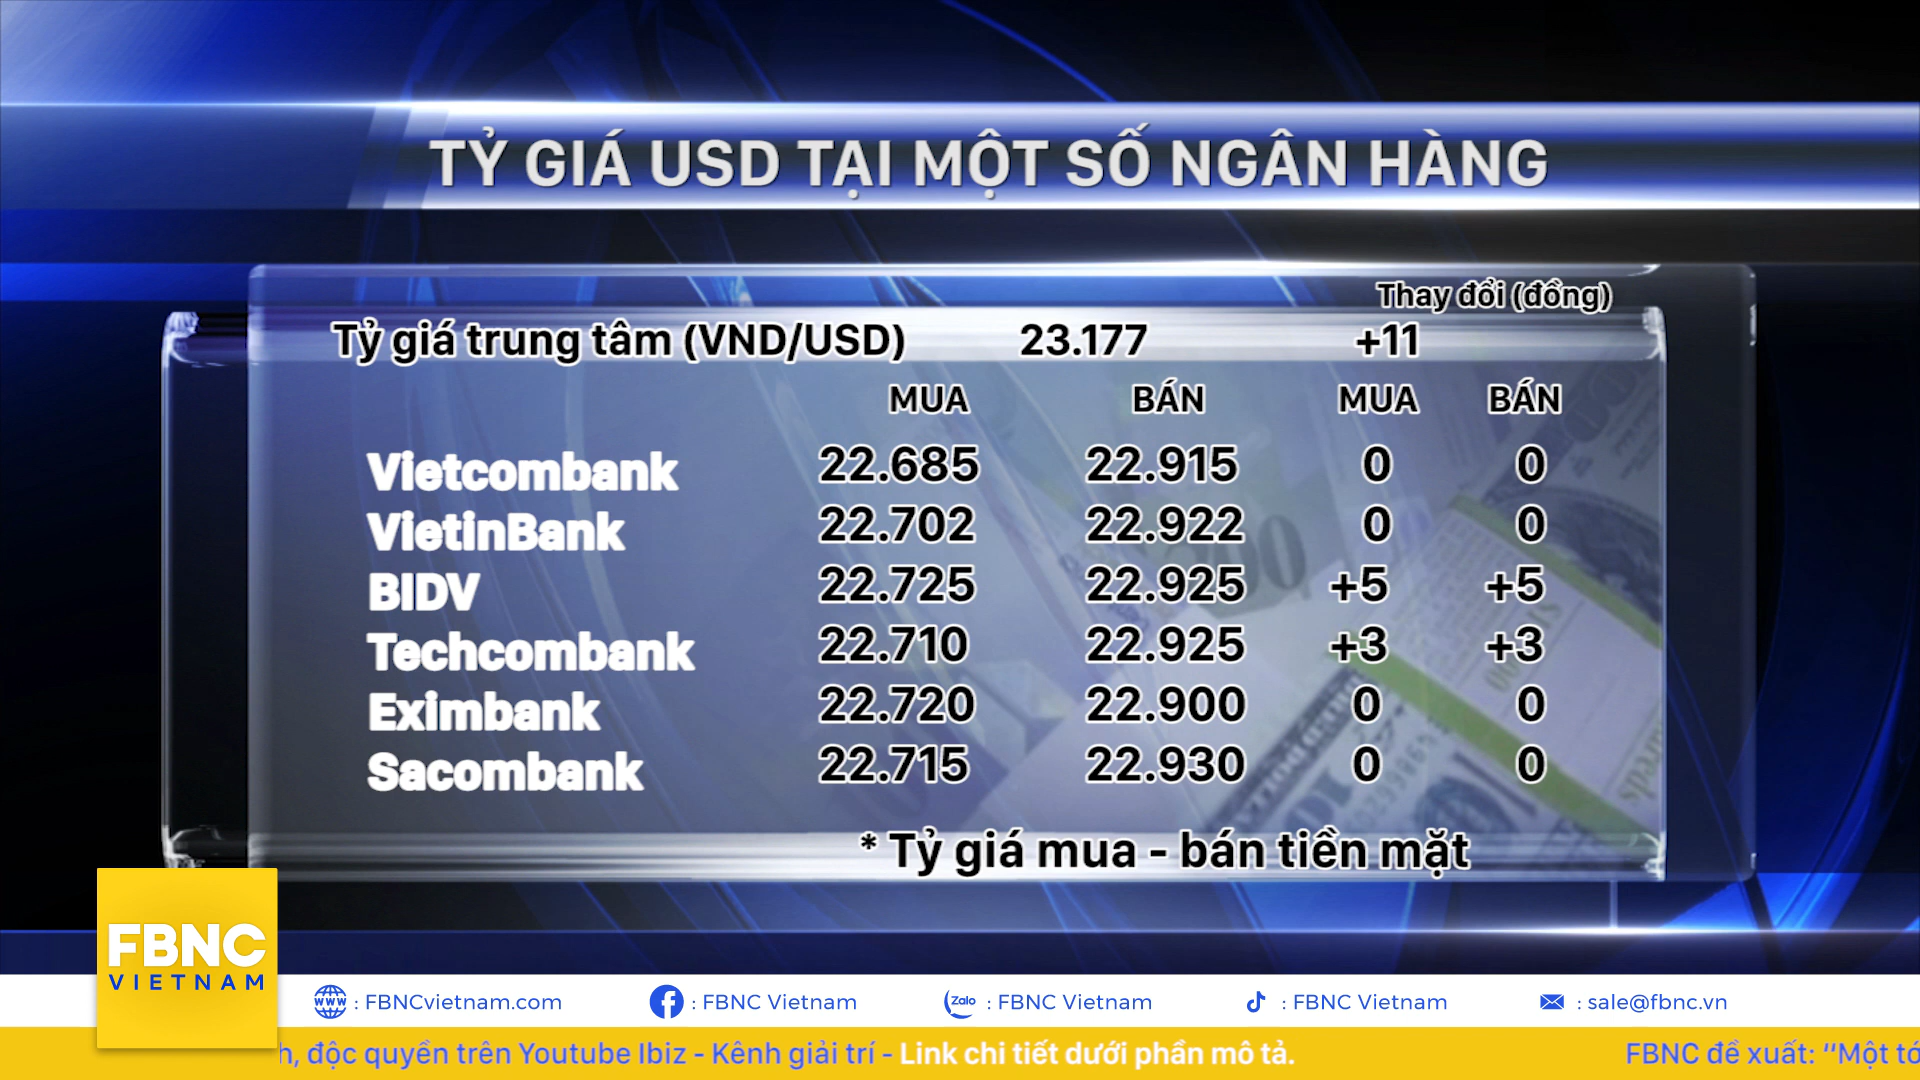 TỶ GIÁ USD TẠI MỘT SỐ NGÂN HÀNG
Thay đổi (đồng)
Tỷ giá trung tâm (VND/USD) 23.177 +11
MUA BÁN MUA BÁN
Vietcombank 22.685 22.915 0 0
VietinBank 22.702 22.922 0 0
BIDV 22.725 22.925 +5 +5
Techcombank 22.710 22.925 +3 +3
Eximbank 22.720 22.900 0 0
Sacombank 22.715 22.930 0 0
* Tỷ giá mua - bán tiền mặt
FBNC
VIETNAM
www : FBNCvietnam.com : FBNC Vietnam Zalo : FBNC Vietnam : FBNC Vietnam : sale@fbnc.vn
h, độc quyền trên Youtube Ibiz - Kênh giải trí - Link chi tiết dưới phần mô tả. FBNC đề xuất: “Một tó